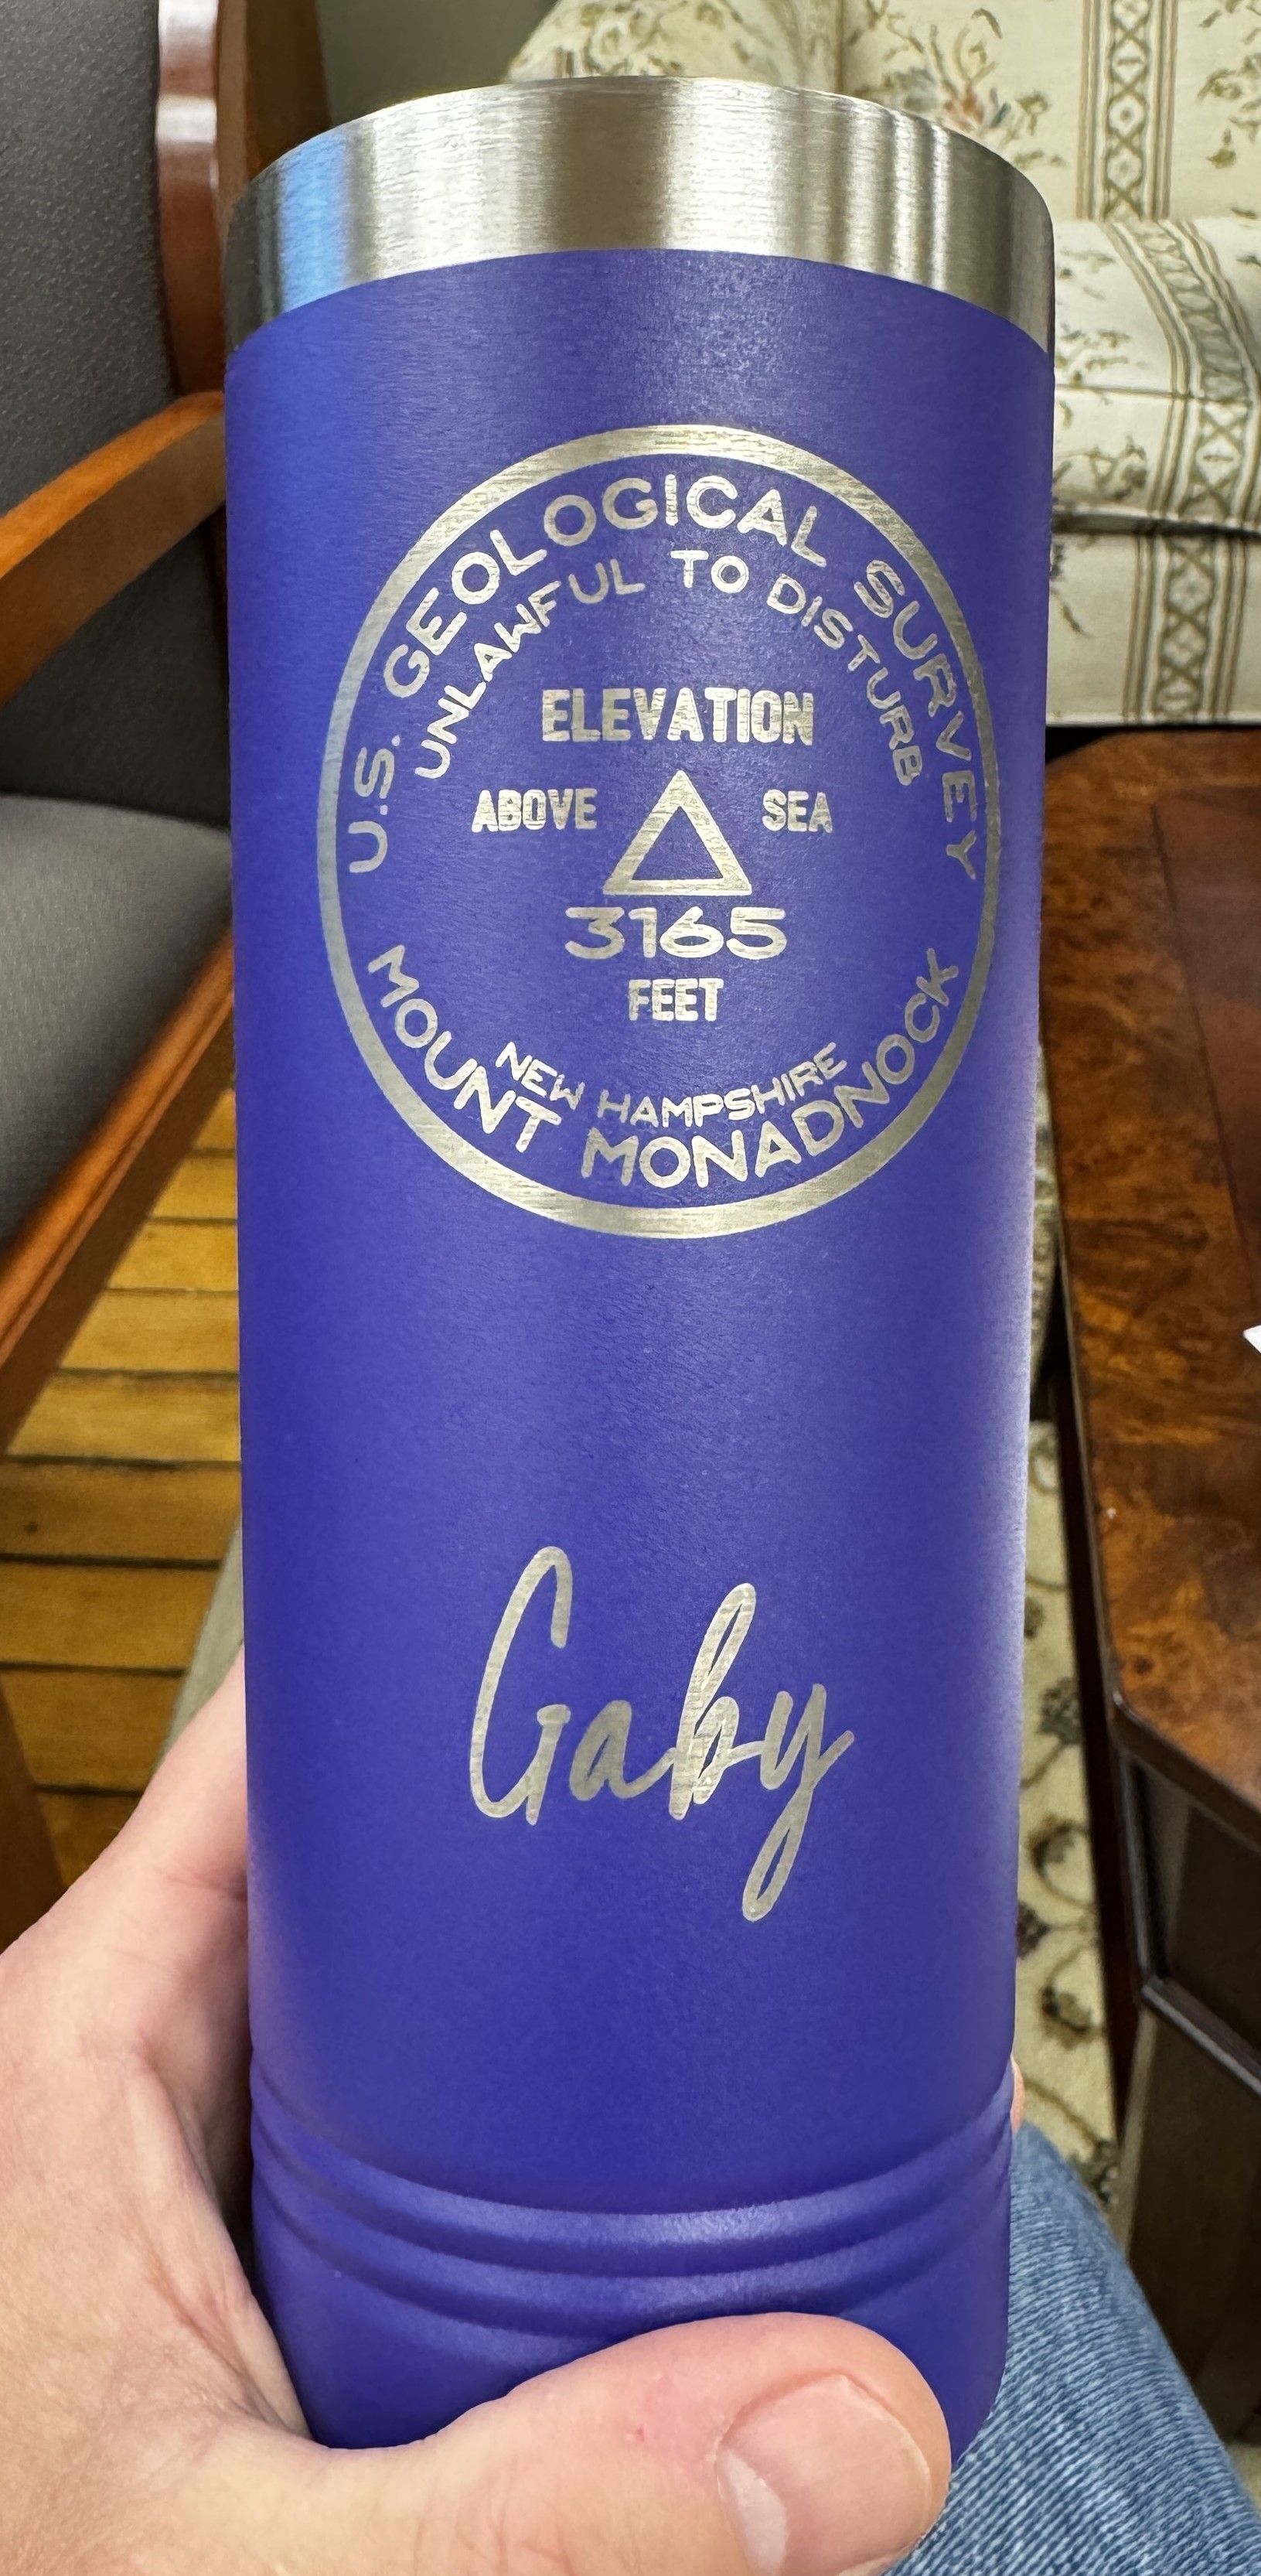 U.S. GEOLOGICAL SURVEY
UNLAWFUL TO DISTURB
ELEVATION
ABOVE SEA
3165
FEET
NEW HAMPSHIRE
MOUNT MONADNOCK
Gaby